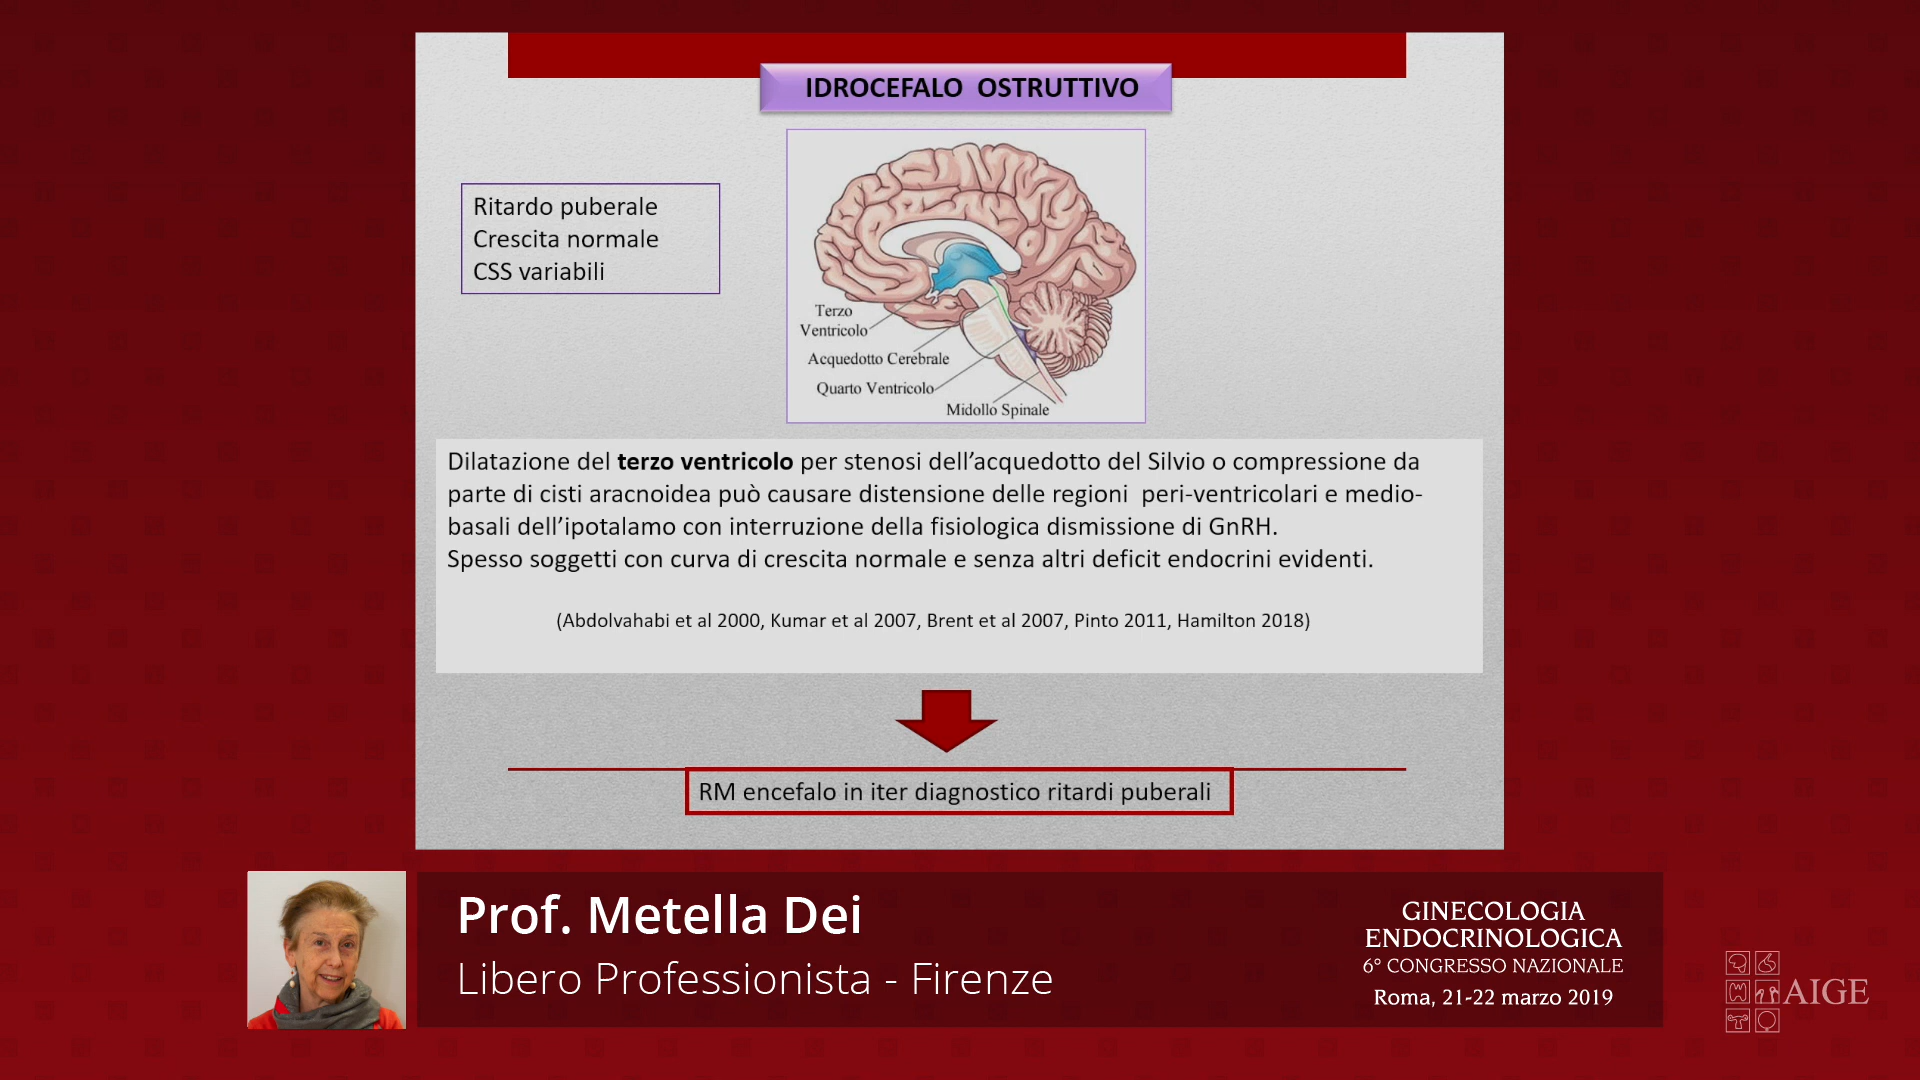 IDROCEFALO OSTRUTTIVO
Ritardo puberale
Crescita normale
CSS variabili
Terzo
Ventricolo
Acquedotto Cerebrale
Quarto Ventricolo
Midollo Spinale
Dilatazione del terzo ventricolo per stenosi dell’acquedotto del Silvio o compressione da
parte di cisti aracnoidea può causare distensione delle regioni peri-ventricolari e medio-
basali dell’ipotalamo con interruzione della fisiologica dismissione di GnRH.
Spesso soggetti con curva di crescita normale e senza altri deficit endocrini evidenti.
(Abdolvahabi et al 2000, Kumar et al 2007, Brent et al 2007, Pinto 2011, Hamilton 2018)
RM encefalo in iter diagnostico ritardi puberali
Prof. Metella Dei
Libero Professionista - Firenze
GINECOLOGIA
ENDOCRINOLOGICA
6° CONGRESSO NAZIONALE
Roma, 21-22 marzo 2019
AIGE